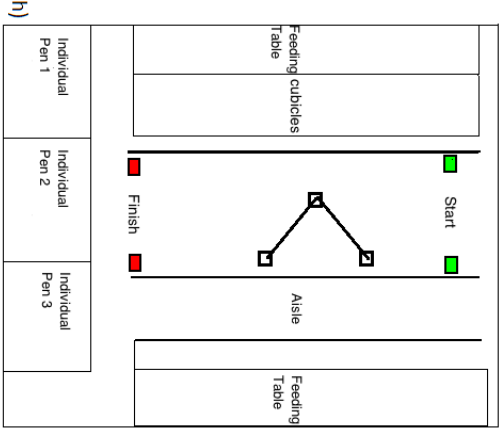 h)
Individual
Pen 1
Individual
Pen 2
Individual
Pen 3
Feeding cubicles
Table
Finish
Start
Aisle
Feeding
Table